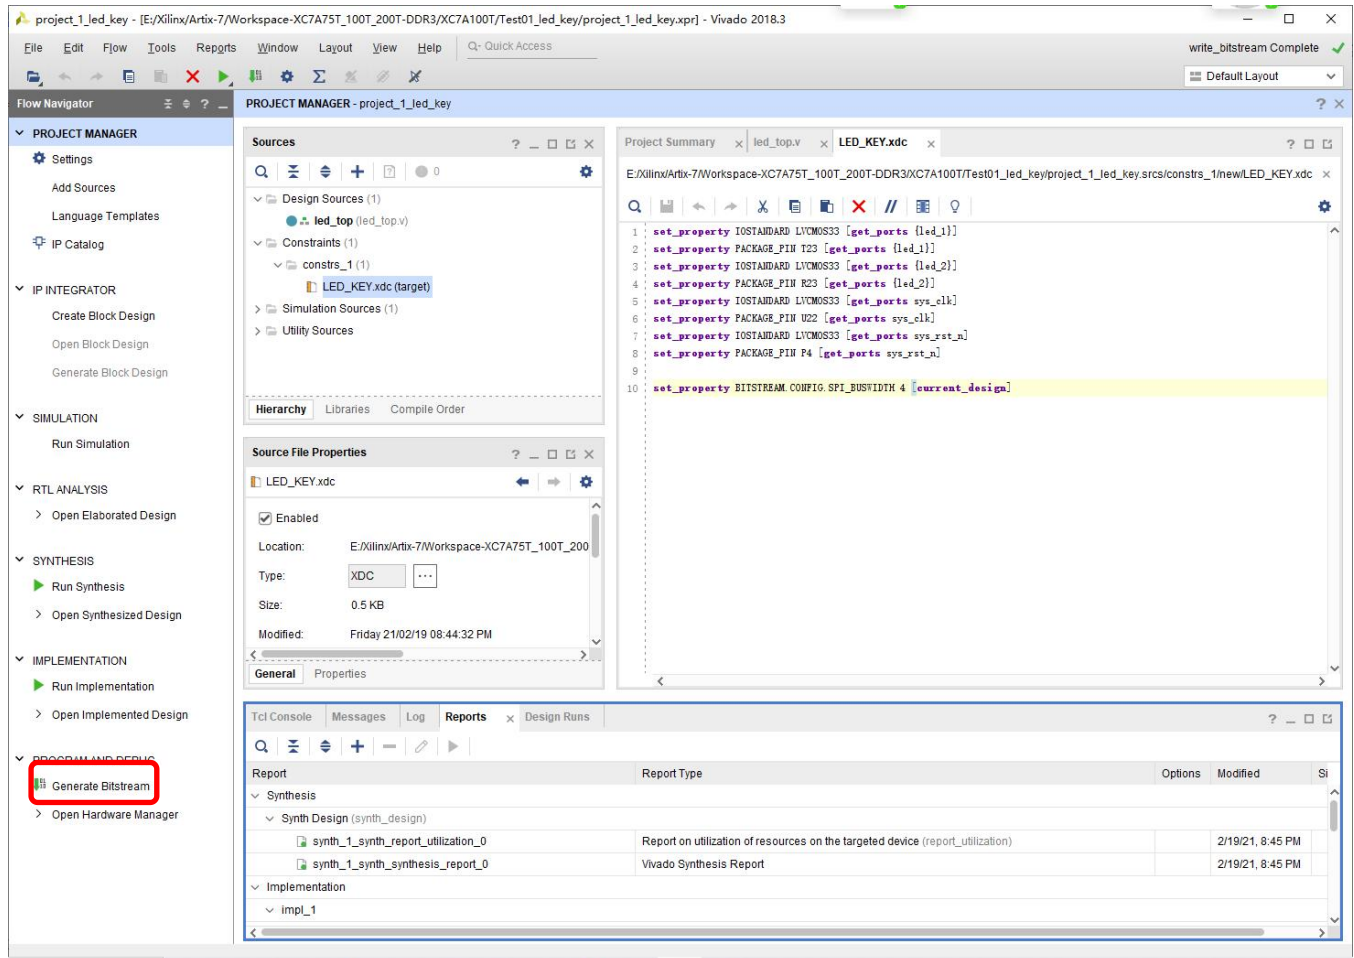 project_1_led_key - [E:/Xilinx/Artix-7/Workspace-XC7A75T_100T_200T-DDR3/XC7A100T/Test01_led_key/project_1_led_key.xpr] - Vivado 2018.3
File Edit Flow Tools Reports Window Layout View Help Q- Quick Access
write_bitstream Complete
Default Layout
Flow Navigator
PROJECT MANAGER
Settings
Add Sources
Language Templates
IP Catalog
IP INTEGRATOR
Create Block Design
Open Block Design
Generate Block Design
SIMULATION
Run Simulation
RTL ANALYSIS
Open Elaborated Design
SYNTHESIS
Run Synthesis
Open Synthesized Design
IMPLEMENTATION
Run Implementation
Open Implemented Design
PROGRAM AND DEBUG
Generate Bitstream
Open Hardware Manager
PROJECT MANAGER - project_1_led_key
Sources
0
Design Sources (1)
led_top (led_top.v)
Constraints (1)
constrs_1 (1)
LED_KEY.xdc (target)
Simulation Sources (1)
Utility Sources
Hierarchy Libraries Compile Order
Source File Properties
LED_KEY.xdc
Enabled
Location: E:/Xilinx/Artix-7/Workspace-XC7A75T_100T_200
Type: XDC
Size: 0.5 KB
Modified: Friday 21/02/19 08:44:32 PM
General Properties
Project Summary led_top.v LED_KEY.xdc
E:/Xilinx/Artix-7/Workspace-XC7A75T_100T_200T-DDR3/XC7A100T/Test01_led_key/project_1_led_key.srcs/constrs_1/new/LED_KEY.xdc
1 set_property IOSTANDARD LVCMOS33 [get_ports {led_1}]
2 set_property PACKAGE_PIN T23 [get_ports {led_1}]
3 set_property IOSTANDARD LVCMOS33 [get_ports {led_2}]
4 set_property PACKAGE_PIN R23 [get_ports {led_2}]
5 set_property IOSTANDARD LVCMOS33 [get_ports sys_clk]
6 set_property PACKAGE_PIN U22 [get_ports sys_clk]
7 set_property IOSTANDARD LVCMOS33 [get_ports sys_rst_n]
8 set_property PACKAGE_PIN P4 [get_ports sys_rst_n]
9
10 set_property BITSTREAM.CONFIG.SPI_BUSWIDTH 4 [current_design]
Tcl Console Messages Log Reports Design Runs
Report Report Type Options Modified Si
Synthesis
Synth Design (synth_design)
synth_1_synth_report_utilization_0 Report on utilization of resources on the targeted device (report_utilization) 2/19/21, 8:45 PM
synth_1_synth_synthesis_report_0 Vivado Synthesis Report 2/19/21, 8:45 PM
Implementation
impl_1